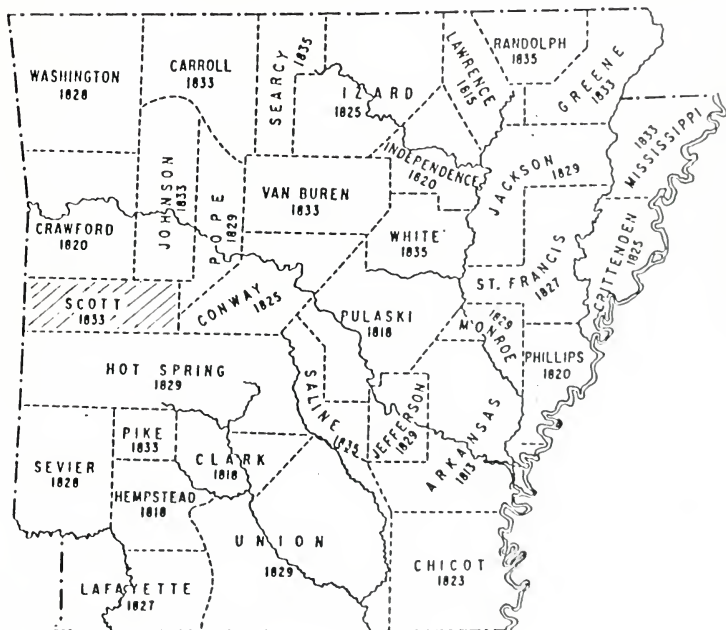 WASHINGTON
1828
CARROLL
1833
SEARCY
1835
IZARD
1825
LAWRENCE
1815
RANDOLPH
1835
GREENE
1833
1833
MISSISSIPPI
INDEPENDENCE
1820
JACKSON
1829
CRAWFORD
1820
JOHNSON
1833
POPE
1829
VAN BUREN
1833
WHITE
1835
ST. FRANCIS
1827
CRITTENDEN
1825
SCOTT
1833
CONWAY
1825
PULASKI
1818
1829
MONROE
PHILLIPS
1820
HOT SPRING
1829
SALINE
1835
JEFFERSON
1829
ARKANSAS
1813
SEVIER
1828
PIKE
1833
CLARK
1818
HEMPSTEAD
1818
UNION
1829
CHICOT
1823
LAFAYETTE
1827